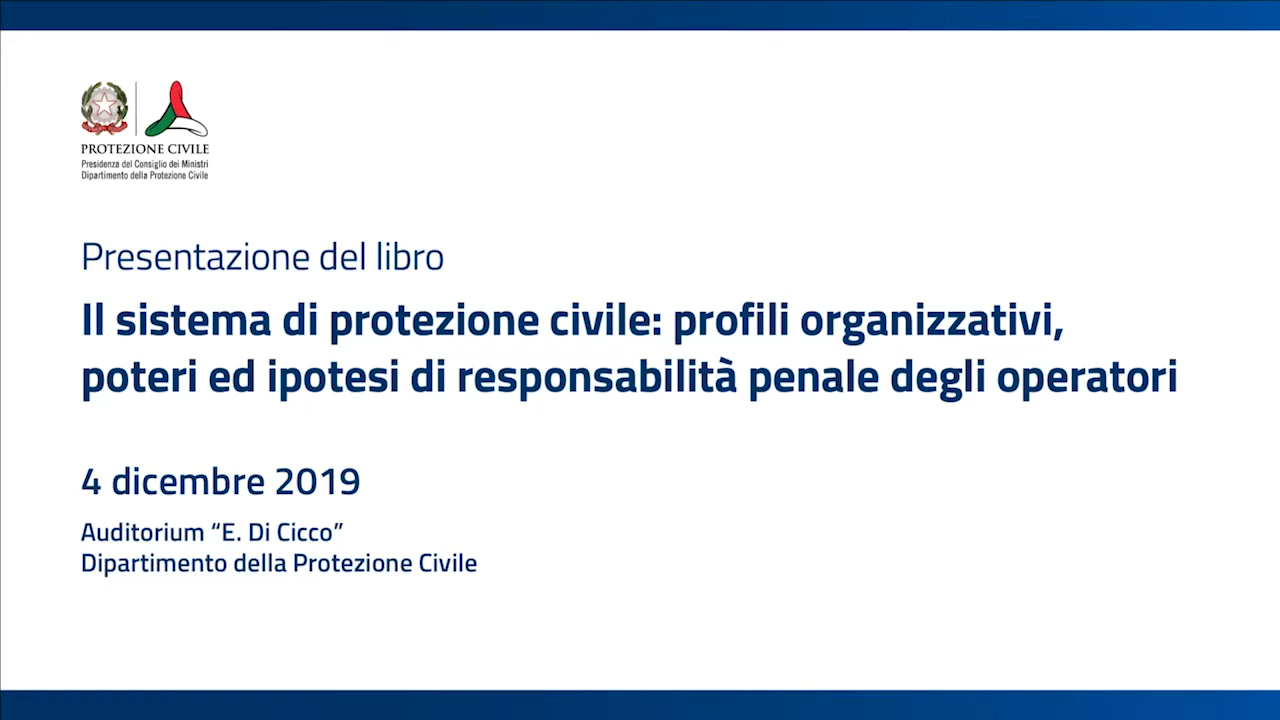 PROTEZIONE CIVILE
Presidenza del Consiglio dei Ministri
Dipartimento della Protezione Civile
Presentazione del libro
Il sistema di protezione civile: profili organizzativi,
poteri ed ipotesi di responsabilità penale degli operatori
4 dicembre 2019
Auditorium “E. Di Cicco”
Dipartimento della Protezione Civile